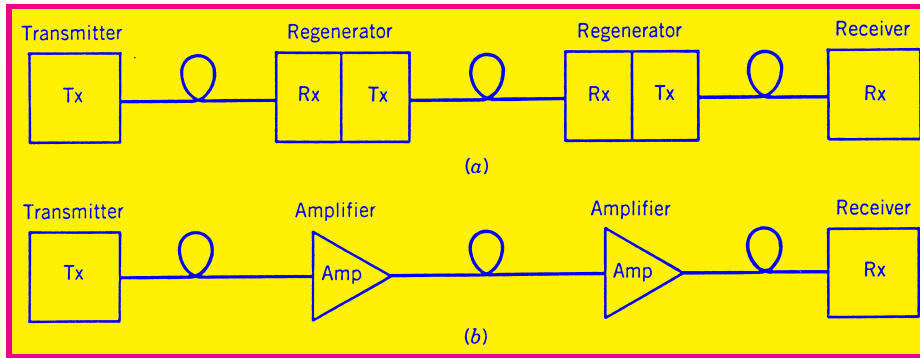 Transmitter Regenerator Regenerator Receiver
Tx Rx Tx Rx Tx Rx
(a)
Transmitter Amplifier Amplifier Receiver
Tx Amp Amp Rx
(b)